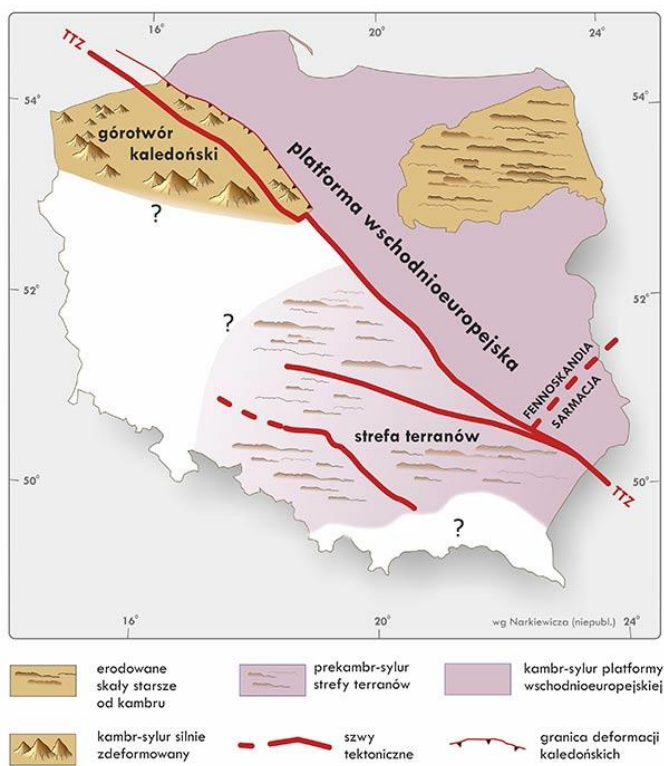 16°
20°
24°
TTZ
54°
54°
górotwór
kaledoński
platforma wschodnioeuropejska
?
52°
52°
?
FENNOSKANDIA
SARMACJA
strefa terranów
50°
50°
TTZ
?
16°
20°
24°
wg Narkiewicza (niepubl.)
erodowane
skały starsze
od kambru
prekambr-sylur
strefy terranów
kambr-sylur platformy
wschodnioeuropejskiej
kambr-sylur silnie
zdeformowany
szwy
tektoniczne
granica deformacji
kaledońskich